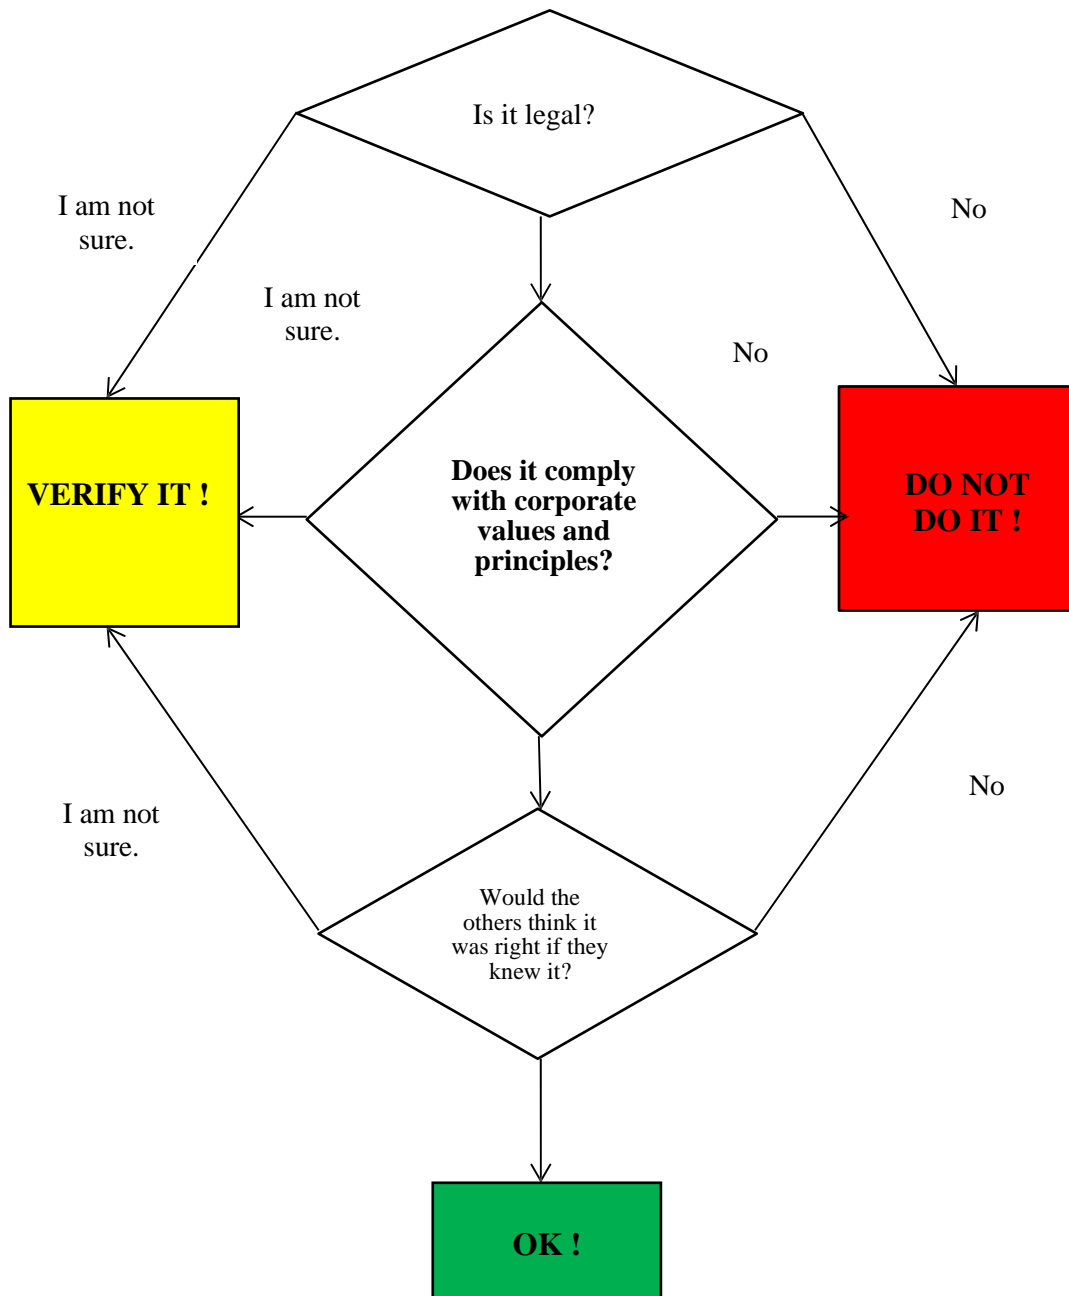 Is it legal?
I am not
sure.
No
I am not
sure.
No
VERIFY IT !
Does it comply
with corporate
values and
principles?
DO NOT
DO IT !
I am not
sure.
No
Would the
others think it
was right if they
knew it?
OK !